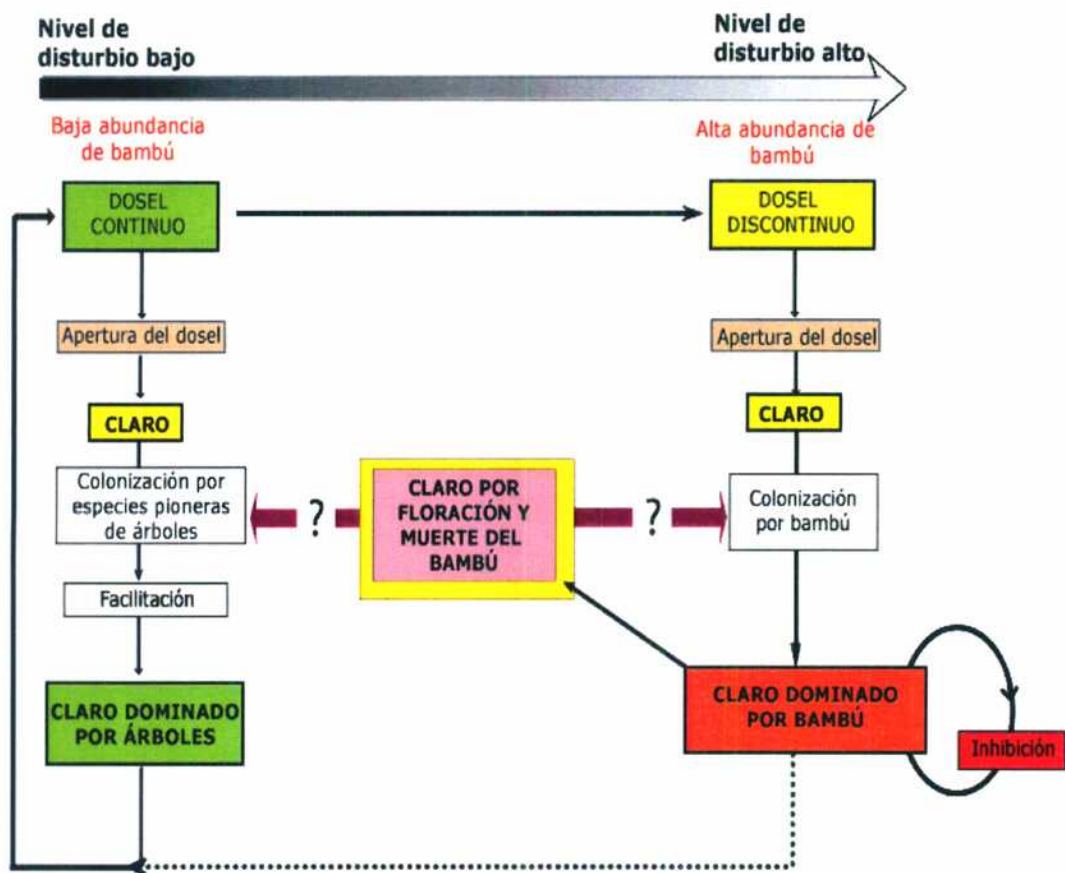 Nivel de
disturbio bajo
Nivel de
disturbio alto
Baja abundancia
de bambú
Alta abundancia de
bambú
DOSEL
CONTINUO
DOSEL
DISCONTINUO
Apertura del dosel
Apertura del dosel
CLARO
CLARO
Colonización por
especies pioneras
de árboles
?
CLARO POR
FLORACIÓN Y
MUERTE DEL
BAMBÚ
?
Colonización
por bambú
Facilitación
CLARO DOMINADO
POR ÁRBOLES
CLARO DOMINADO
POR BAMBÚ
Inhibición